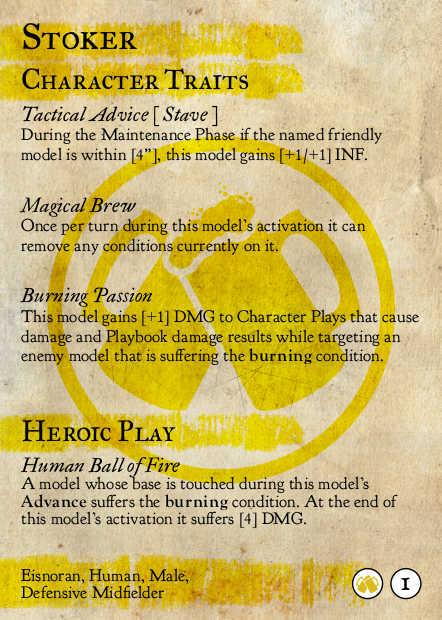 Stoker
Character Traits
Tactical Advice [ Stave ]
During the Maintenance Phase if the named friendly
model is within [4”], this model gains [+1/+1] INF.
Magical Brew
Once per turn during this model’s activation it can
remove any conditions currently on it.
Burning Passion
This model gains [+1] DMG to Character Plays that cause
damage and Playbook damage results while targeting an
enemy model that is suffering the burning condition.
Heroic Play
Human Ball of Fire
A model whose base is touched during this model’s
Advance suffers the burning condition. At the end of
this model’s activation it suffers [4] DMG.
Eisnoran, Human, Male,
Defensive Midfielder
1